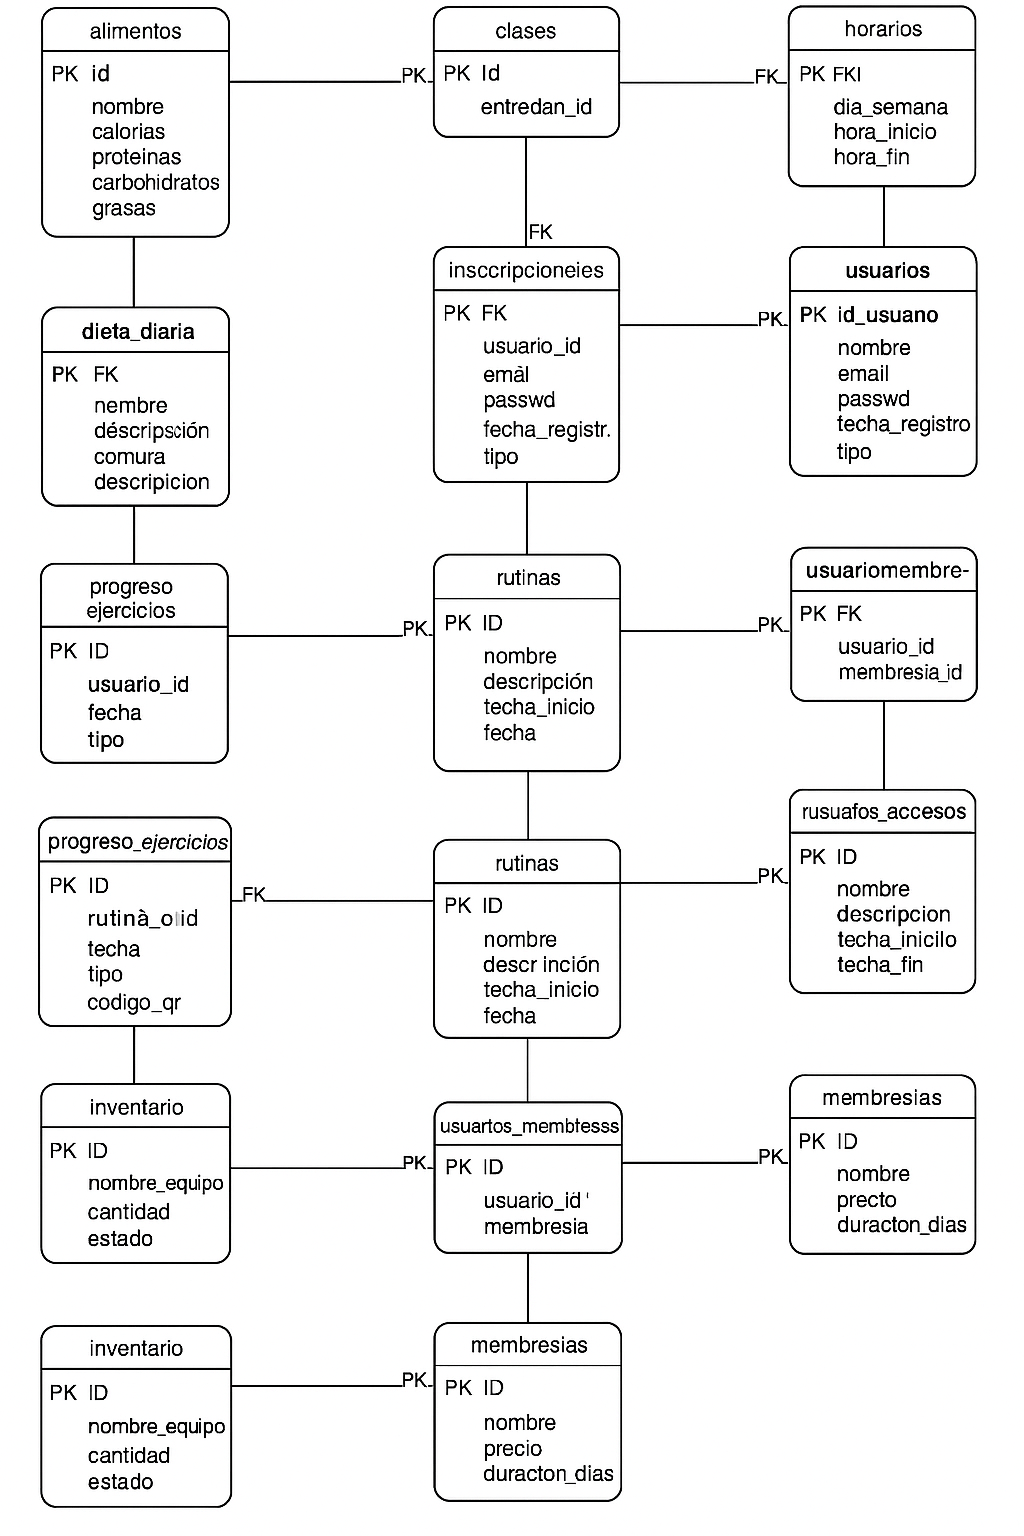 alimentos
PK id
nombre
calorias
proteinas
carbohidratos
grasas
PK
clases
PK Id
entredan_id
FK
horarios
PK FKI
dia_semana
hora_inicio
hora_fin
FK
dieta_diaria
PK FK
nembre
déscripsción
comura
descripicion
insccripcioneies
PK FK
usuario_id
emàl
passwd
fecha_registr.
tipo
PK
usuarios
PK id_usuano
nombre
email
passwd
fecha_registro
tipo
progreso
ejercicios
PK ID
usuario_id
fecha
tipo
PK
rutinas
PK ID
nombre
descripción
techa_inicio
fecha
PK
usuariomembre-
PK FK
usuario_id
membresia_id
progreso_ejercicios
PK ID
rutinà_olid
techa
tipo
codigo_qr
FK
rutinas
PK ID
nombre
descr inción
techa_inicio
fecha
PK
rusuafos_accesos
PK ID
nombre
descripcion
techa_inicilo
techa_fin
inventario
PK ID
nombre_equipo
cantidad
estado
PK
usuartos_membtesss
PK ID
usuario_id '
membresia
PK
membresias
PK ID
nombre
precto
duracton_dias
inventario
PK ID
nombre_equipo
cantidad
estado
PK
membresias
PK ID
nombre
precio
duracton_dias